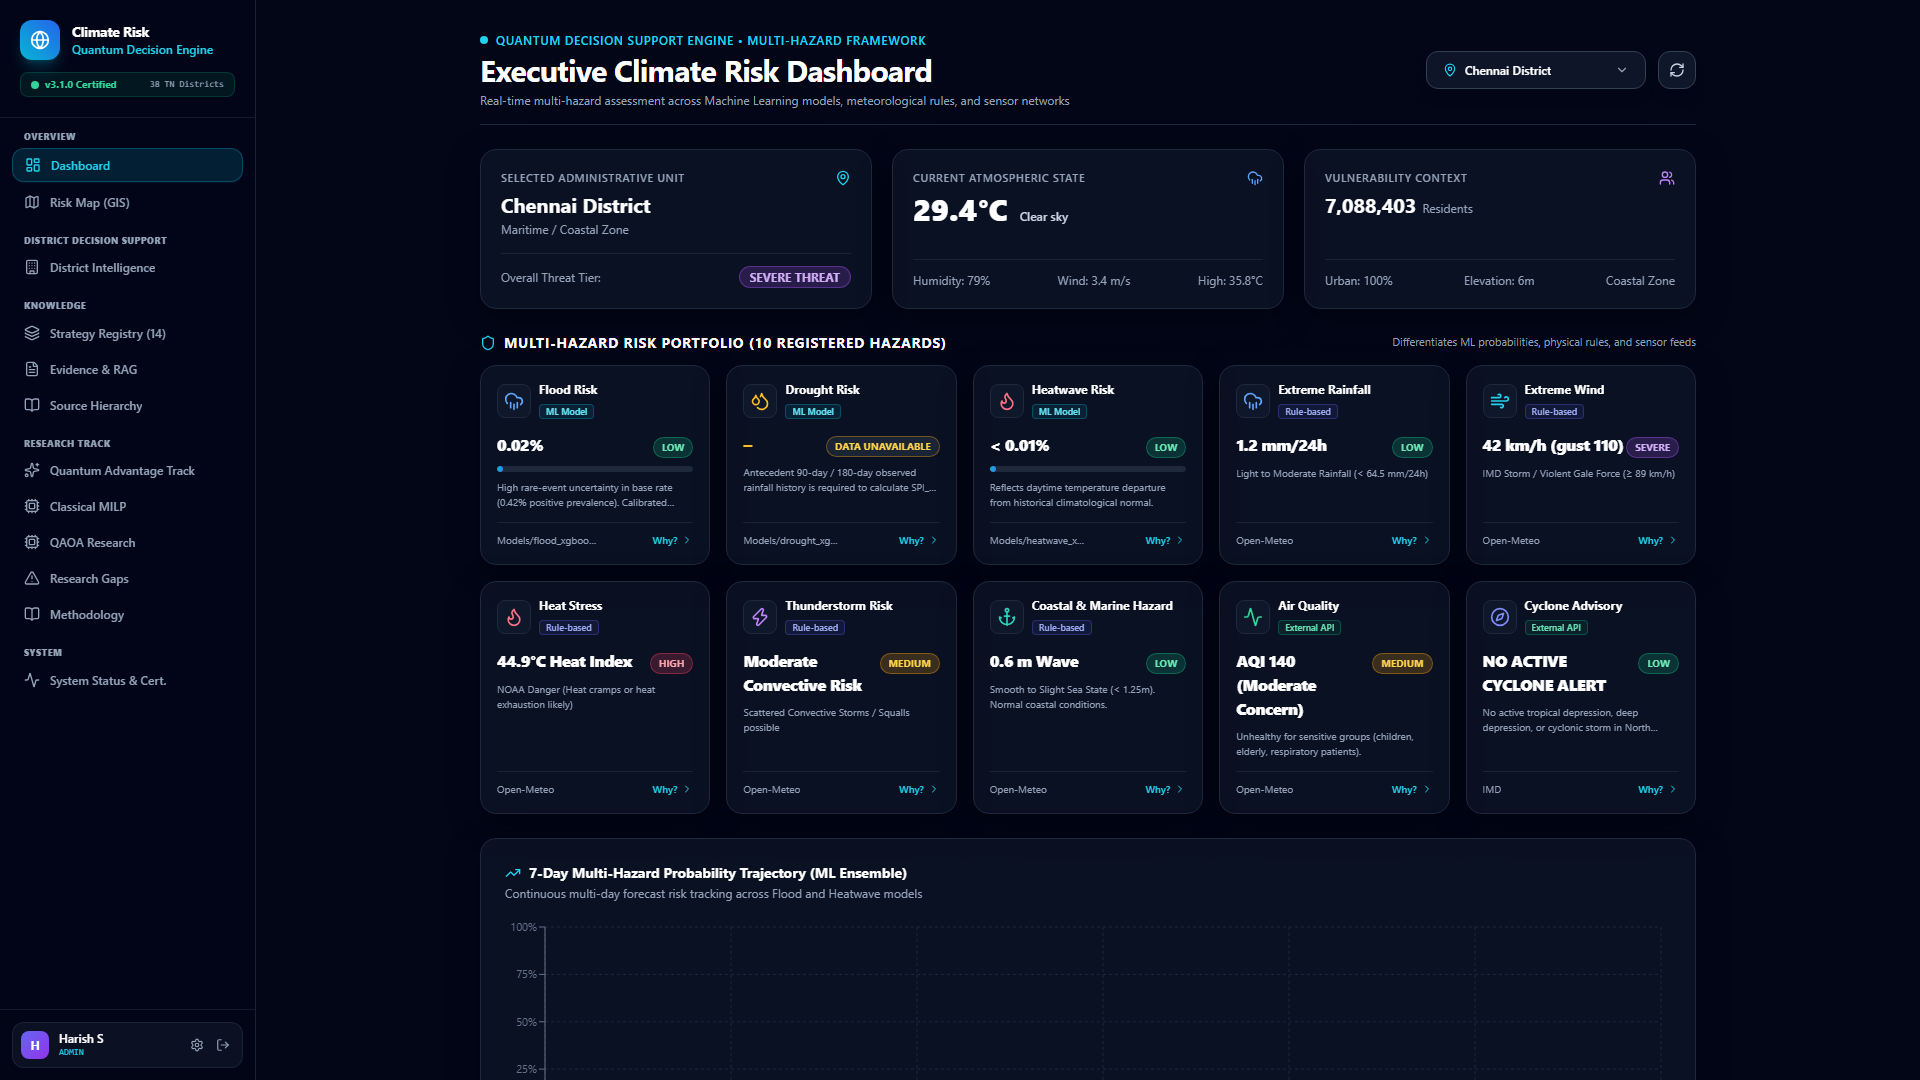 Climate Risk
Quantum Decision Engine
v3.1.0 Certified
38 TN Districts
OVERVIEW
Dashboard
Risk Map (GIS)
DISTRICT DECISION SUPPORT
District Intelligence
KNOWLEDGE
Strategy Registry (14)
Evidence & RAG
Source Hierarchy
RESEARCH TRACK
Quantum Advantage Track
Classical MILP
QAOA Research
Research Gaps
Methodology
SYSTEM
System Status & Cert.
H
Harish S
ADMIN
QUANTUM DECISION SUPPORT ENGINE • MULTI-HAZARD FRAMEWORK
Executive Climate Risk Dashboard
Real-time multi-hazard assessment across Machine Learning models, meteorological rules, and sensor networks
Chennai District
SELECTED ADMINISTRATIVE UNIT
Chennai District
Maritime / Coastal Zone
Overall Threat Tier:
SEVERE THREAT
CURRENT ATMOSPHERIC STATE
29.4°C Clear sky
Humidity: 79%
Wind: 3.4 m/s
High: 35.8°C
VULNERABILITY CONTEXT
7,088,403 Residents
Urban: 100%
Elevation: 6m
Coastal Zone
MULTI-HAZARD RISK PORTFOLIO (10 REGISTERED HAZARDS)
Differentiates ML probabilities, physical rules, and sensor feeds
Flood Risk
ML Model
0.02%
LOW
High rare-event uncertainty in base rate
(0.42% positive prevalence). Calibrated...
Models/flood_xgboo...
Why?
Drought Risk
ML Model
—
DATA UNAVAILABLE
Antecedent 90-day / 180-day observed
rainfall history is required to calculate SPI_...
Models/drought_xg...
Why?
Heatwave Risk
ML Model
< 0.01%
LOW
Reflects daytime temperature departure
from historical climatological normal.
Models/heatwave_x...
Why?
Extreme Rainfall
Rule-based
1.2 mm/24h
LOW
Light to Moderate Rainfall (< 64.5 mm/24h)
Open-Meteo
Why?
Extreme Wind
Rule-based
42 km/h (gust 110)
SEVERE
IMD Storm / Violent Gale Force (≥ 89 km/h)
Open-Meteo
Why?
Heat Stress
Rule-based
44.9°C Heat Index
HIGH
NOAA Danger (Heat cramps or heat
exhaustion likely)
Open-Meteo
Why?
Thunderstorm Risk
Rule-based
Moderate
Convective Risk
MEDIUM
Scattered Convective Storms / Squalls
possible
Open-Meteo
Why?
Coastal & Marine Hazard
Rule-based
0.6 m Wave
LOW
Smooth to Slight Sea State (< 1.25m).
Normal coastal conditions.
Open-Meteo
Why?
Air Quality
External API
AQI 140
(Moderate
Concern)
MEDIUM
Unhealthy for sensitive groups (children,
elderly, respiratory patients).
Open-Meteo
Why?
Cyclone Advisory
External API
NO ACTIVE
CYCLONE ALERT
LOW
No active tropical depression, deep
depression, or cyclonic storm in North...
IMD
Why?
7-Day Multi-Hazard Probability Trajectory (ML Ensemble)
Continuous multi-day forecast risk tracking across Flood and Heatwave models
100%
75%
50%
25%